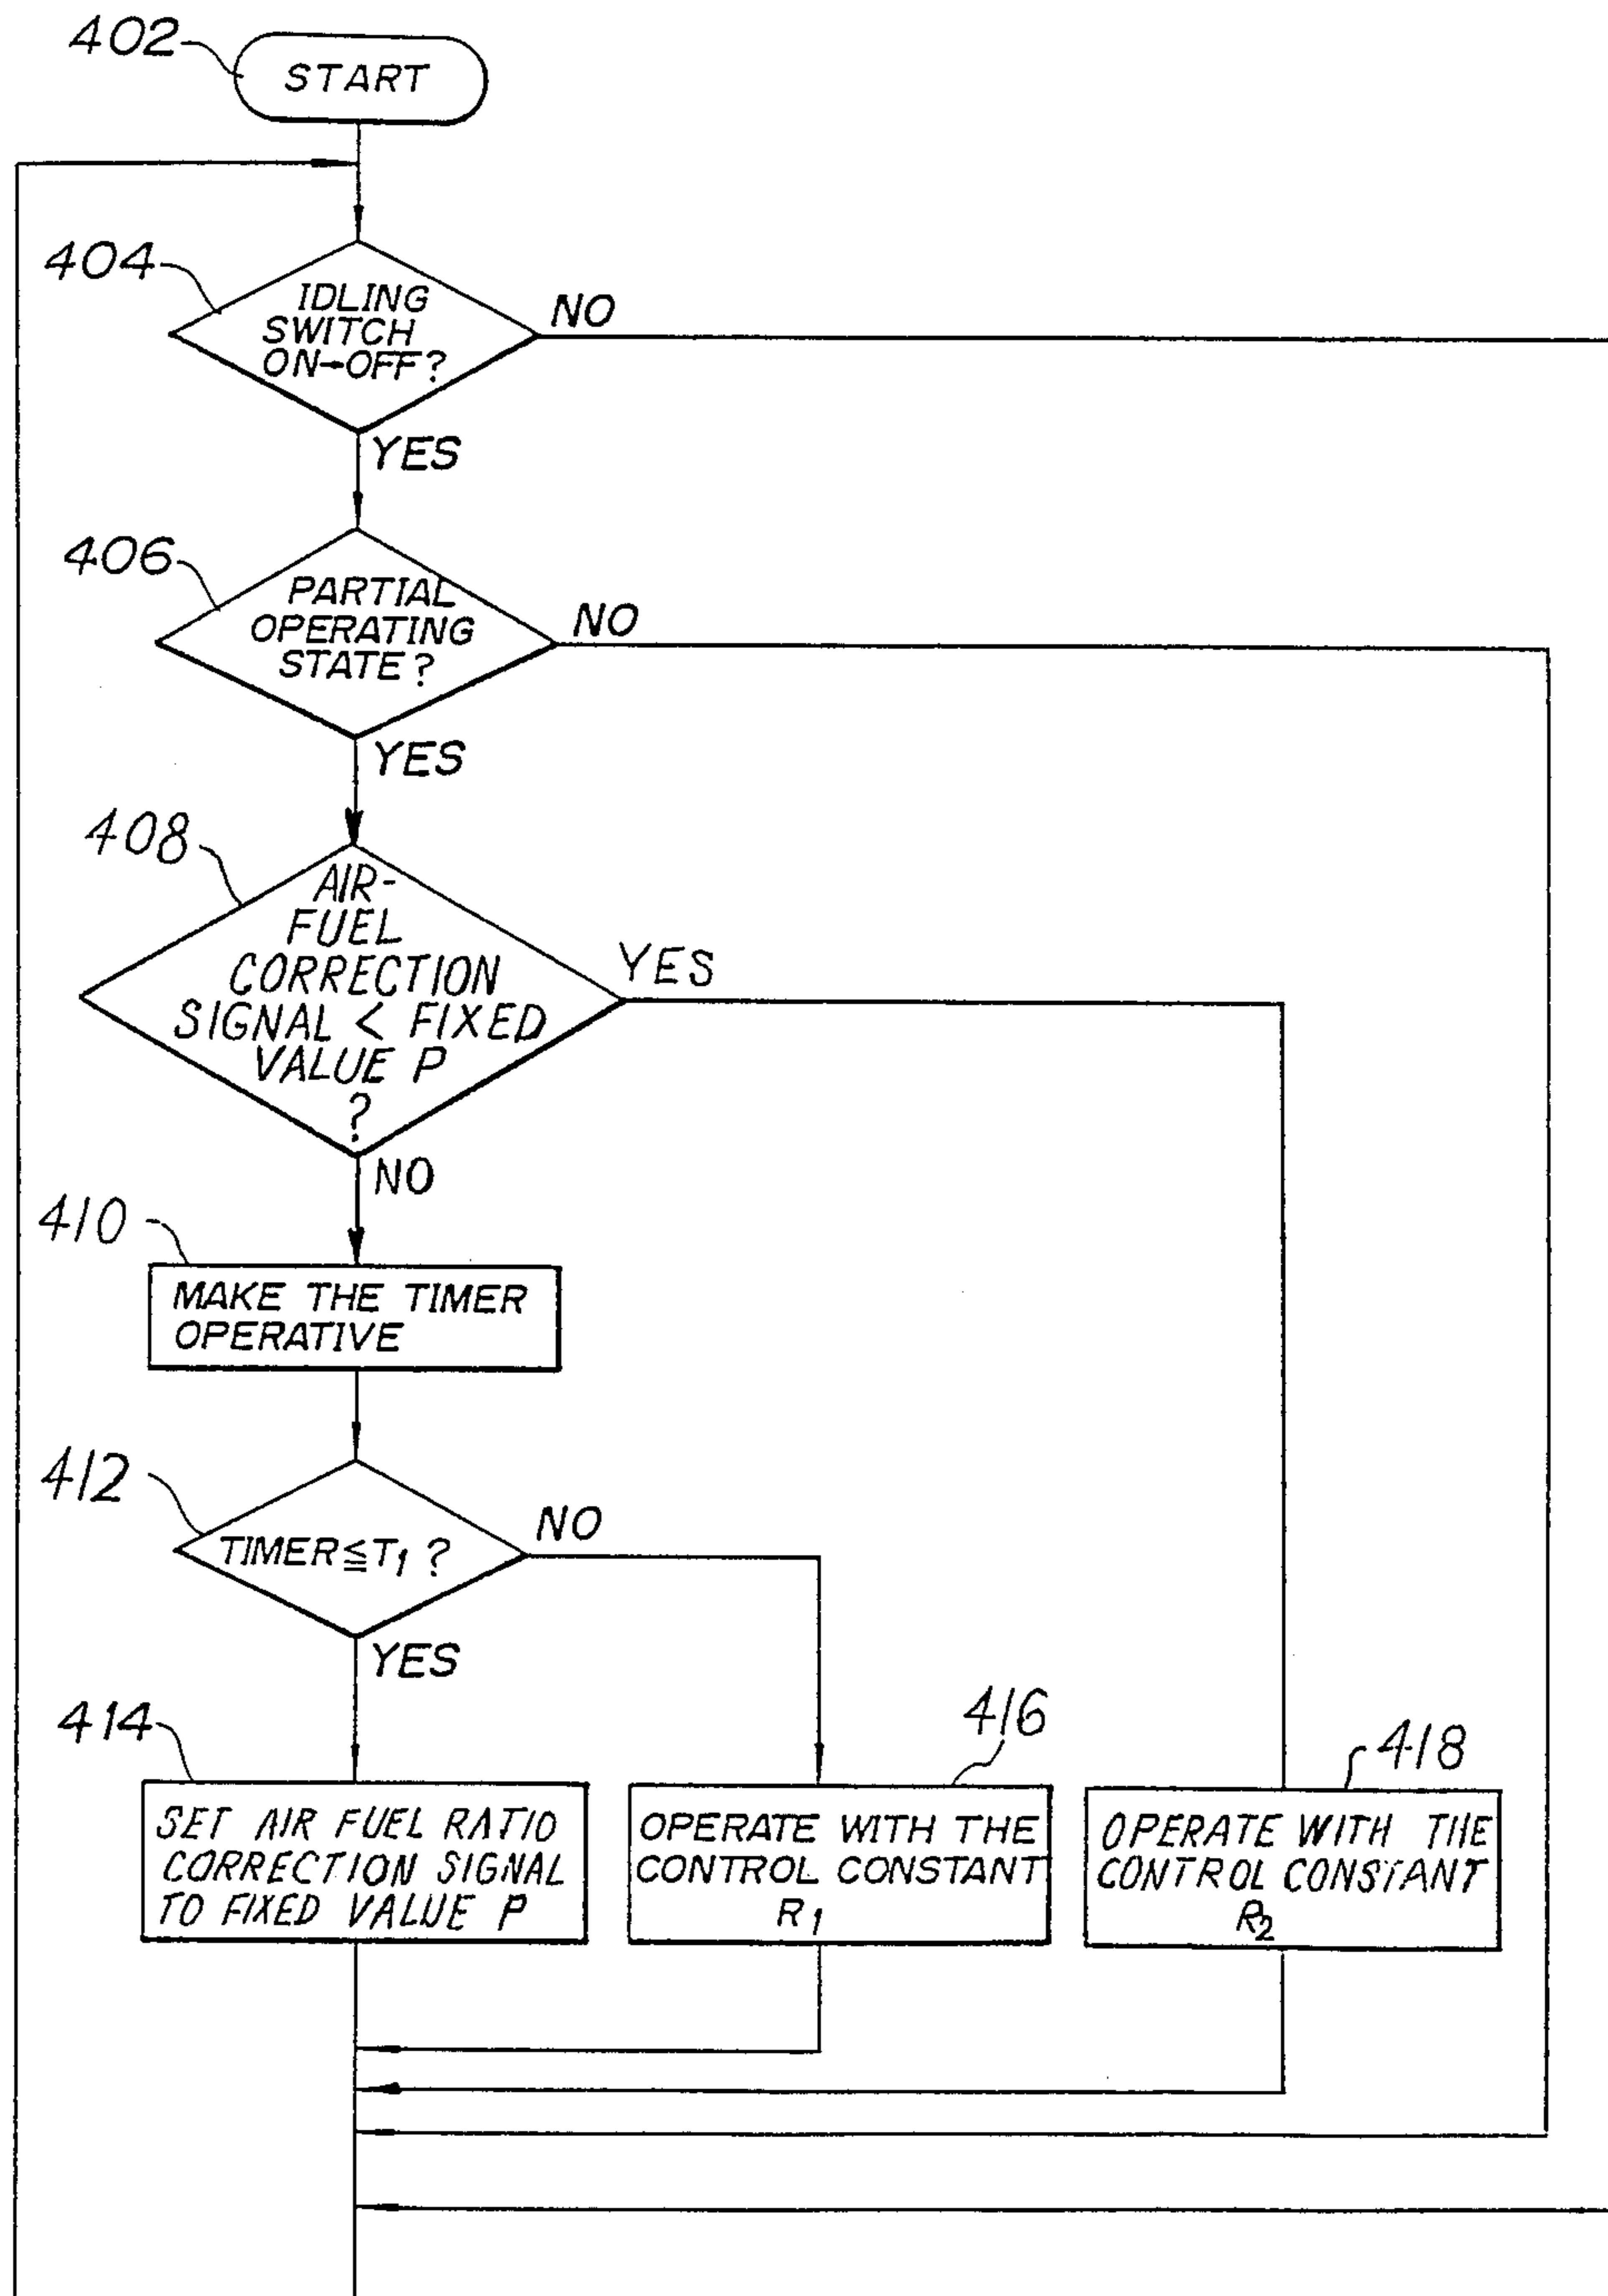 402
START
404
IDLING
SWITCH
ON→OFF?
NO
YES
406
PARTIAL
OPERATING
STATE?
NO
YES
408
AIR-
FUEL
CORRECTION
SIGNAL < FIXED
VALUE P
?
YES
NO
410
MAKE THE TIMER
OPERATIVE
412
TIMER≦T1?
NO
YES
414
SET AIR FUEL RATIO
CORRECTION SIGNAL
TO FIXED VALUE P
416
OPERATE WITH THE
CONTROL CONSTANT
R1
418
OPERATE WITH THE
CONTROL CONSTANT
R2